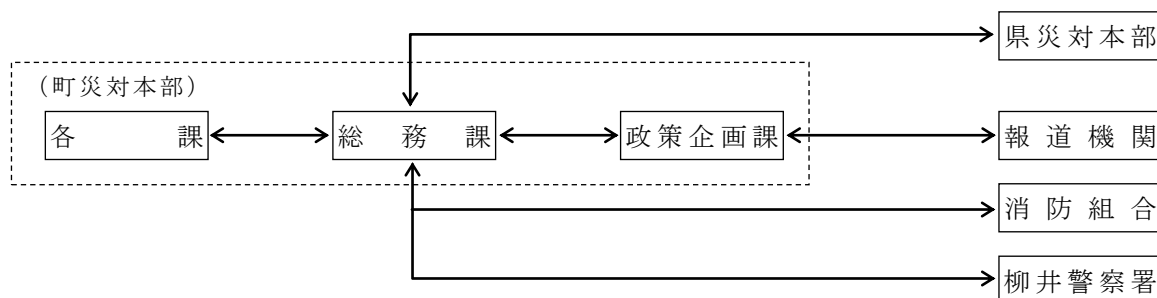 県災対本部
（町災対本部）
各課
総務課
政策企画課
報道機関
消防組合
柳井警察署